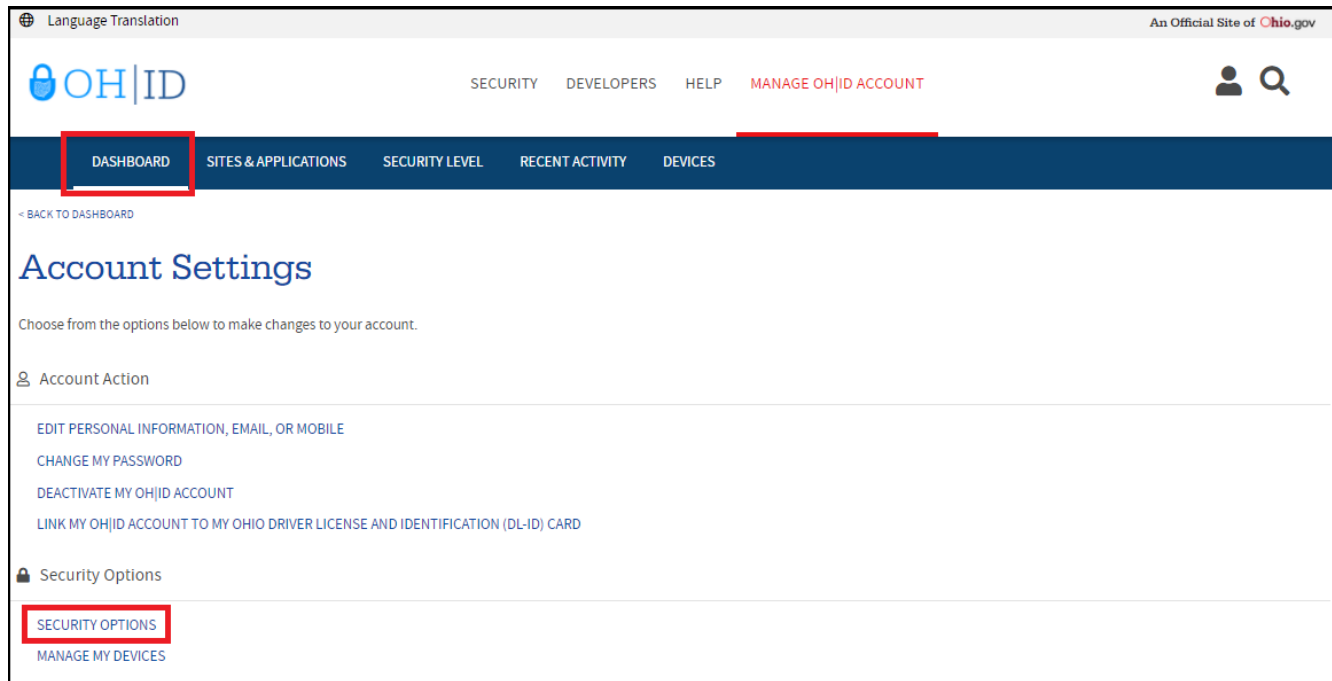 Language Translation
An Official Site of Ohio.gov
OH|ID
SECURITY DEVELOPERS HELP MANAGE OH|ID ACCOUNT
DASHBOARD SITES & APPLICATIONS SECURITY LEVEL RECENT ACTIVITY DEVICES
< BACK TO DASHBOARD
Account Settings
Choose from the options below to make changes to your account.
Account Action
EDIT PERSONAL INFORMATION, EMAIL, OR MOBILE
CHANGE MY PASSWORD
DEACTIVATE MY OH|ID ACCOUNT
LINK MY OH|ID ACCOUNT TO MY OHIO DRIVER LICENSE AND IDENTIFICATION (DL-ID) CARD
Security Options
SECURITY OPTIONS
MANAGE MY DEVICES